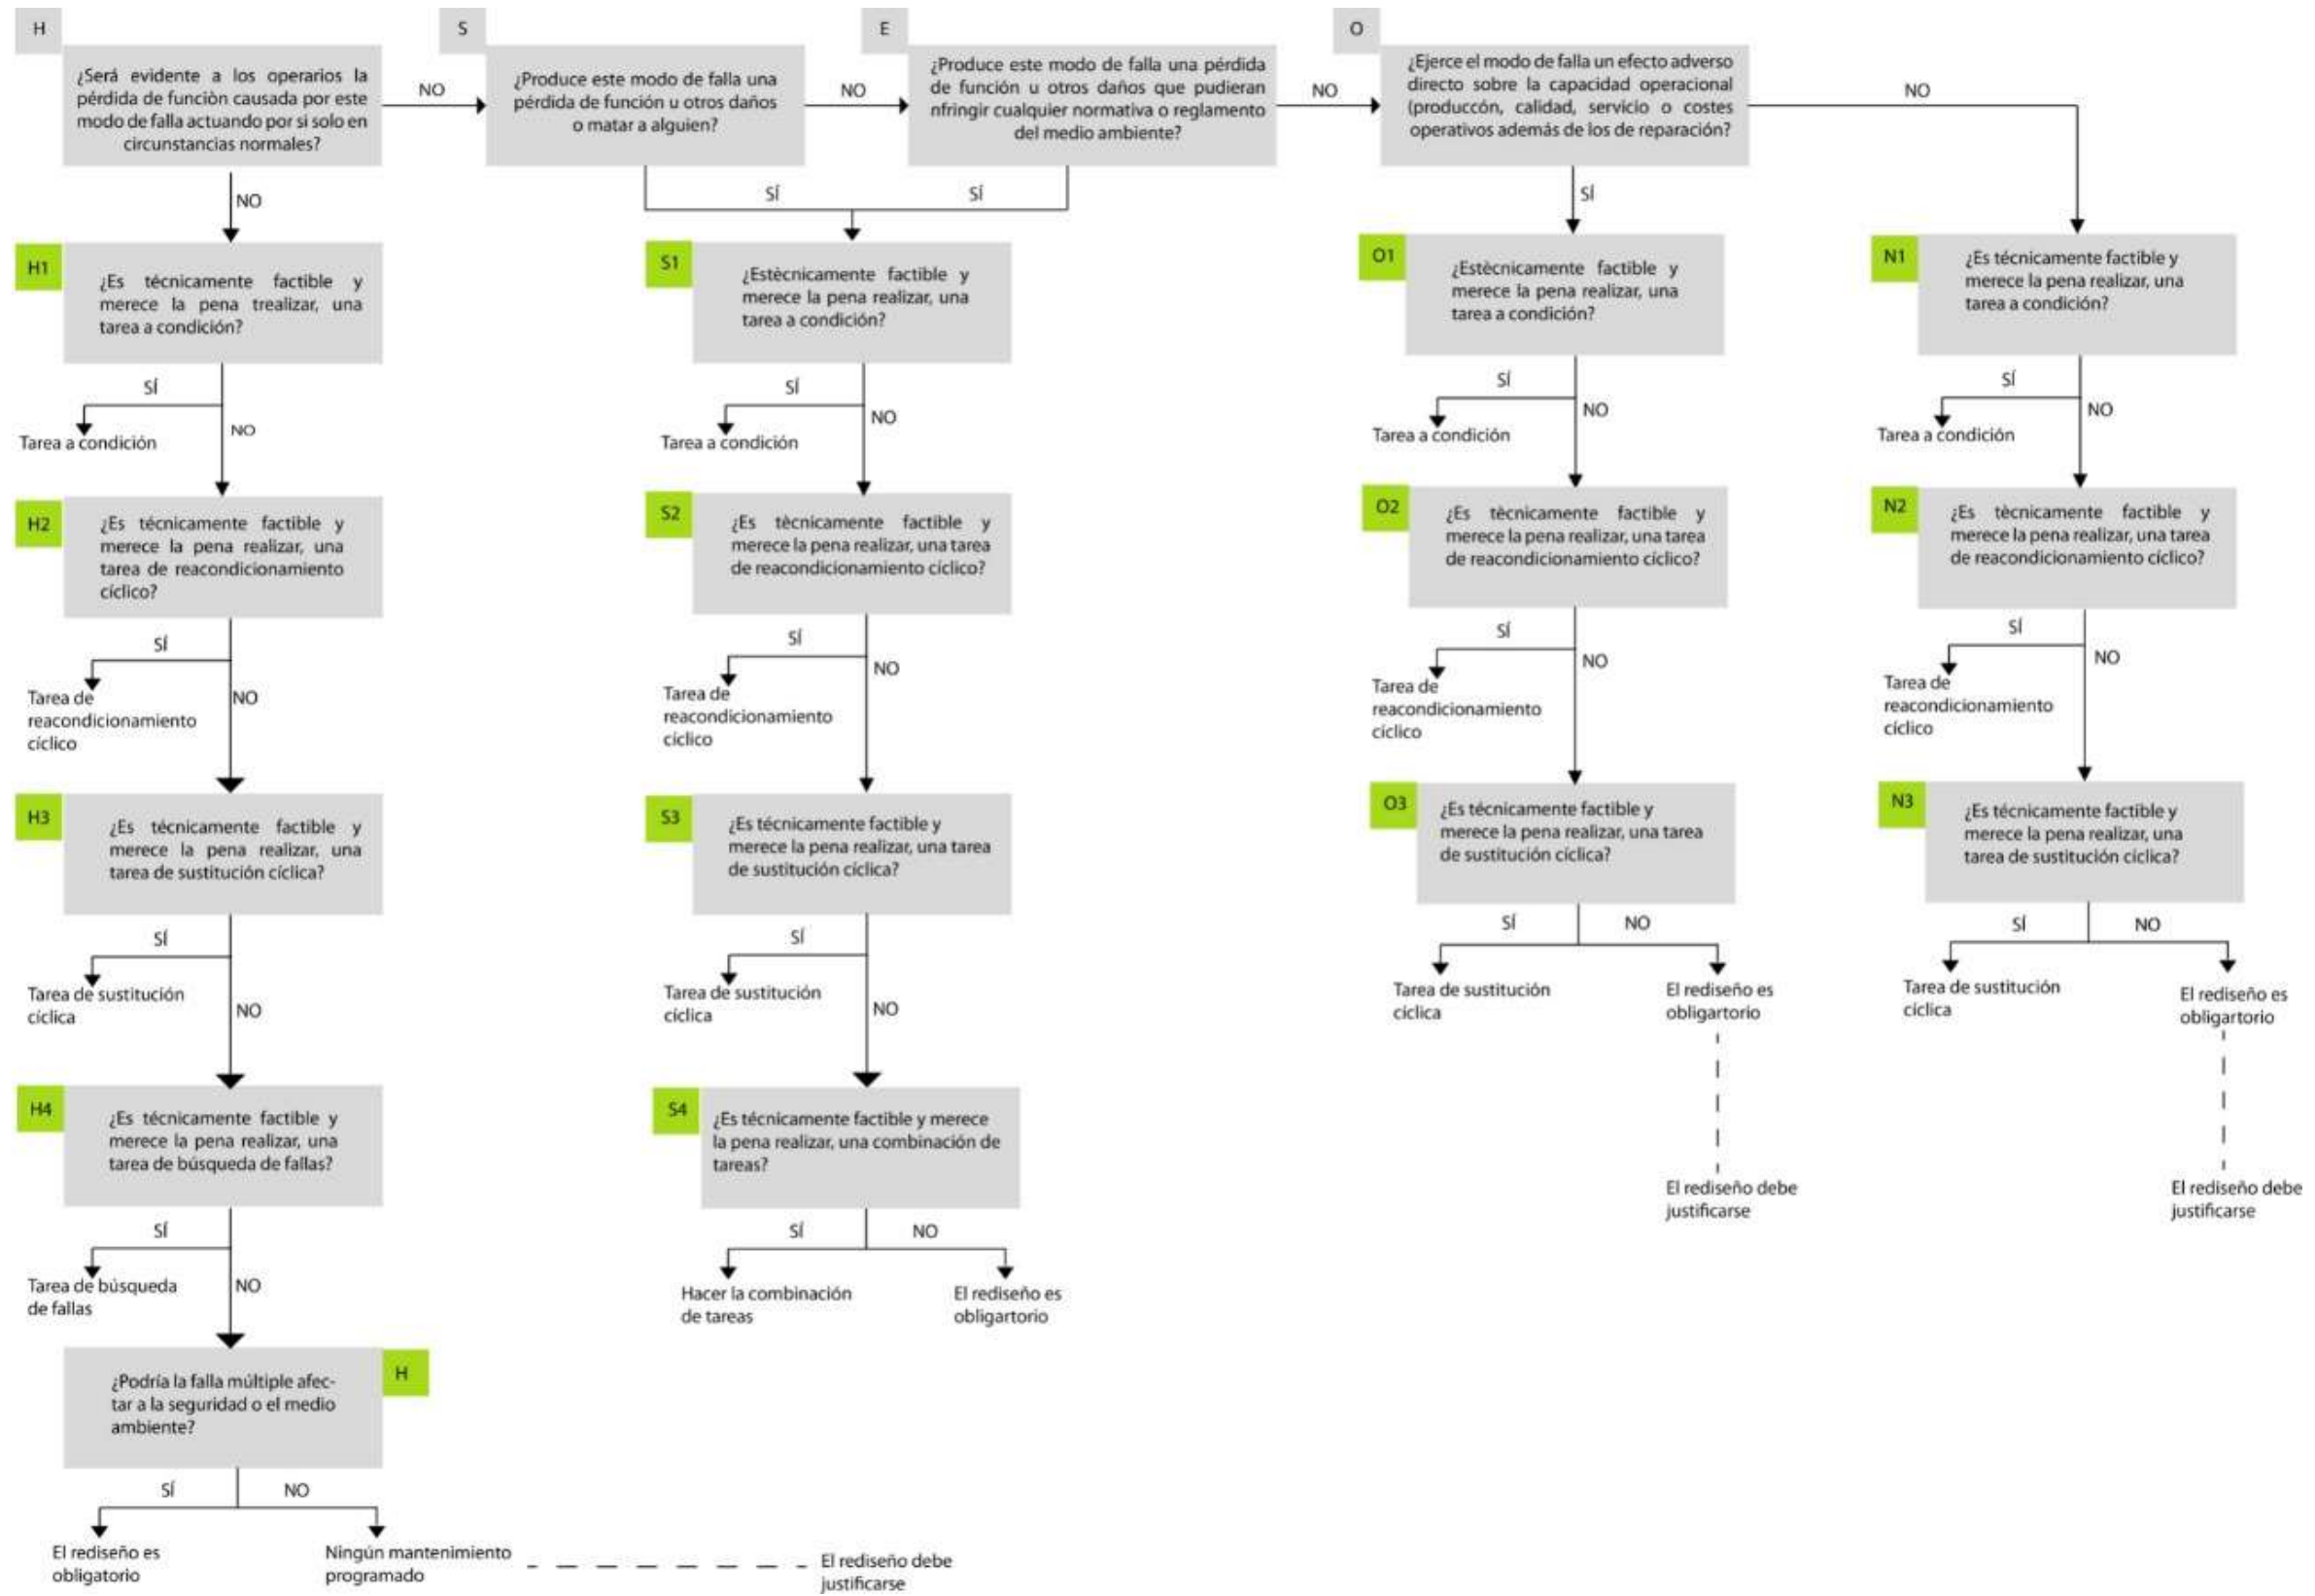 H
¿Será evidente a los operarios la
pérdida de funciòn causada por este
modo de falla actuando por si solo en
circunstancias normales?
NO
S
¿Produce este modo de falla una
pérdida de función u otros daños
o matar a alguien?
NO
E
¿Produce este modo de falla una pérdida
de función u otros daños que pudieran
nfringir cualquier normativa o reglamento
del medio ambiente?
NO
O
¿Ejerce el modo de falla un efecto adverso
directo sobre la capacidad operacional
(produccón, calidad, servicio o costes
operativos además de los de reparación?
NO
NO
SÍ
SÍ
SÍ
H1
¿Es técnicamente factible y
merece la pena trealizar, una
tarea a condición?
SÍ
NO
Tarea a condición
H2
¿Es técnicamente factible y
merece la pena realizar, una
tarea de reacondicionamiento
cíclico?
SÍ
NO
Tarea de
reacondicionamiento
cíclico
H3
¿Es técnicamente factible y
merece la pena realizar, una
tarea de sustitución cíclica?
SÍ
NO
Tarea de sustitución
cíclica
H4
¿Es técnicamente factible y
merece la pena realizar, una
tarea de búsqueda de fallas?
SÍ
NO
Tarea de búsqueda
de fallas
H
¿Podría la falla múltiple afec-
tar a la seguridad o el medio
ambiente?
SÍ
NO
El rediseño es
obligatorio
Ningún mantenimiento
programado
El rediseño debe
justificarse
S1
¿Estècnicamente factible y
merece la pena realizar, una
tarea a condición?
SÍ
NO
Tarea a condición
S2
¿Es tècnicamente factible y
merece la pena realizar, una tarea
de reacondicionamiento cíclico?
SÍ
NO
Tarea de
reacondicionamiento
cíclico
S3
¿Es técnicamente factible y
merece la pena realizar, una tarea
de sustitución cíclica?
SÍ
NO
Tarea de sustitución
cíclica
S4
¿Es técnicamente factible y merece
la pena realizar, una combinación de
tareas?
SÍ
NO
Hacer la combinación
de tareas
El rediseño es
obligartorio
O1
¿Estècnicamente factible y
merece la pena realizar, una
tarea a condición?
SÍ
NO
Tarea a condición
O2
¿Es tècnicamente factible y
merece la pena realizar, una tarea
de reacondicionamiento cíclico?
SÍ
NO
Tarea de
reacondicionamiento
cíclico
O3
¿Es técnicamente factible y
merece la pena realizar, una tarea
de sustitución cíclica?
SÍ
NO
Tarea de sustitución
cíclica
El rediseño es
obligartorio
El rediseño debe
justificarse
N1
¿Es técnicamente factible y
merece la pena realizar, una
tarea a condición?
SÍ
NO
Tarea a condición
N2
¿Es técnicamente factible y
merece la pena realizar, una tarea
de reacondicionamiento cíclico?
SÍ
NO
Tarea de
reacondicionamiento
cíclico
N3
¿Es técnicamente factible y
merece la pena realizar, una
tarea de sustitución cíclica?
SÍ
NO
Tarea de sustitución
cíclica
El rediseño es
obligartorio
El rediseño debe
justificarse